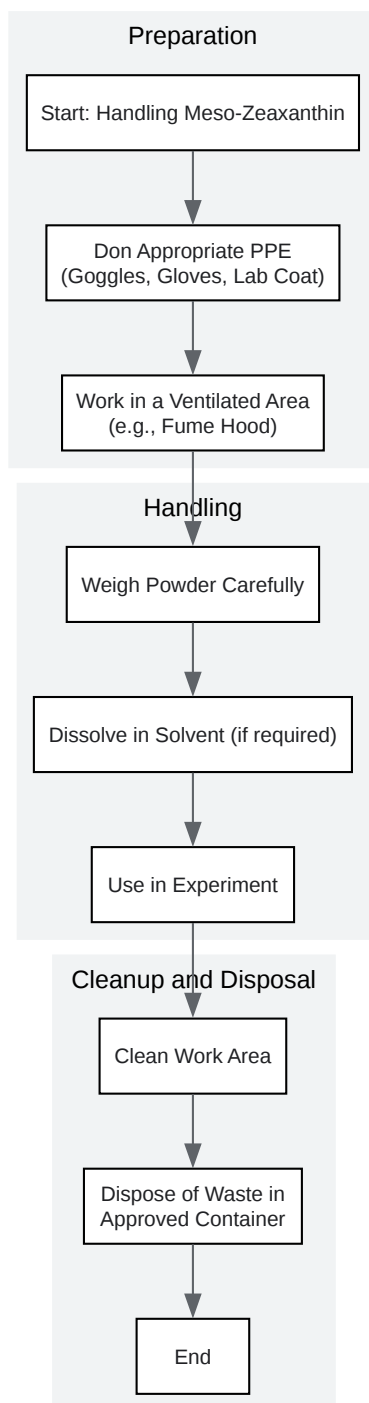 Preparation
Start: Handling Meso-Zeaxanthin
Don Appropriate PPE
(Goggles, Gloves, Lab Coat)
Work in a Ventilated Area
(e.g., Fume Hood)
Handling
Weigh Powder Carefully
Dissolve in Solvent (if required)
Use in Experiment
Cleanup and Disposal
Clean Work Area
Dispose of Waste in
Approved Container
End